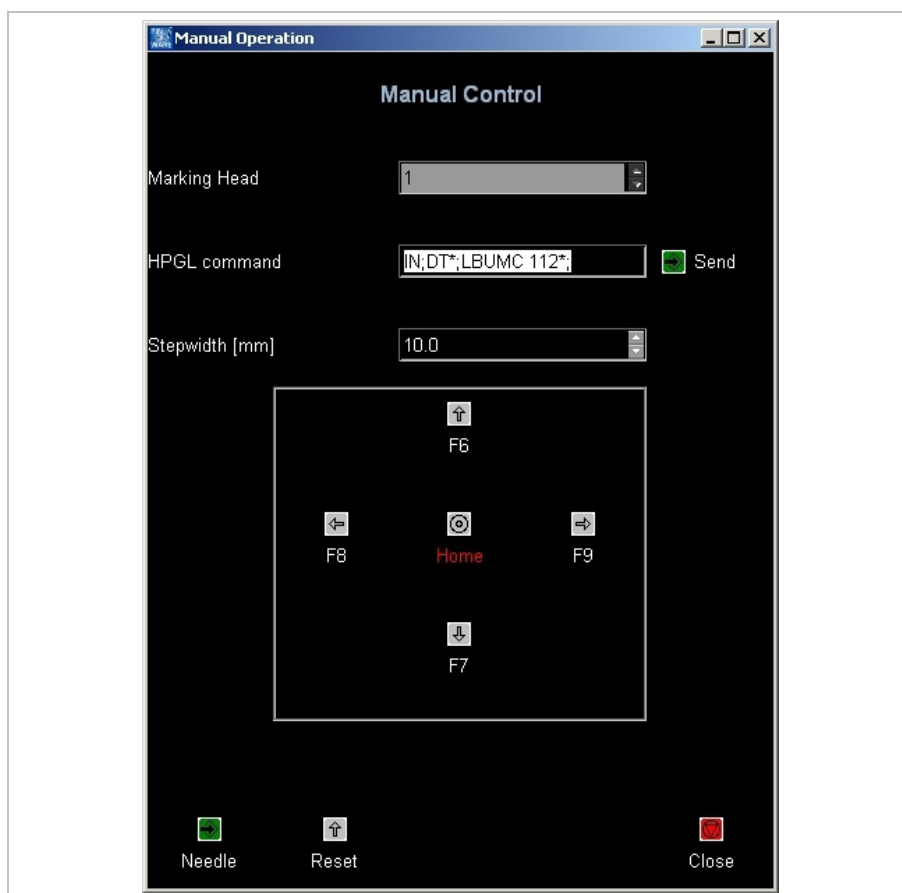 Manual Operation
Manual Control
Marking Head 1
HPGL command IN;DT*;LBUMC 112*; Send
Stepwidth [mm] 10.0
F6
F8 Home F9
F7
Needle Reset Close